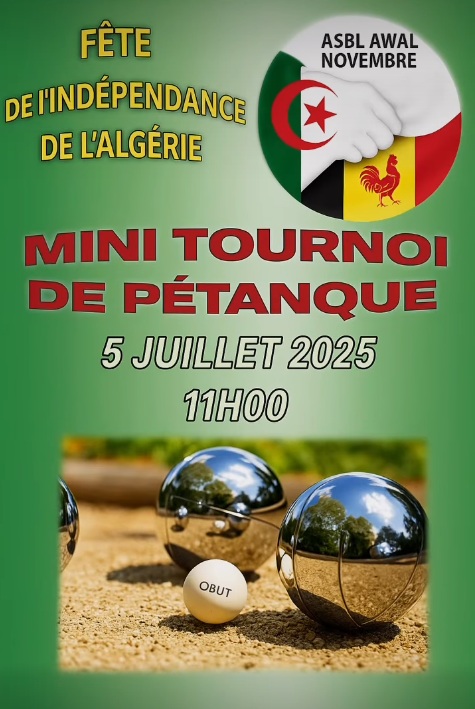 FÊTE
DE l'INDÉPENDANCE
DE L'ALGÉRIE
ASBL AWAL
NOVEMBRE
MINI TOURNOI
DE PÉTANQUE
5 JUILLET 2025
11H00
OBUT